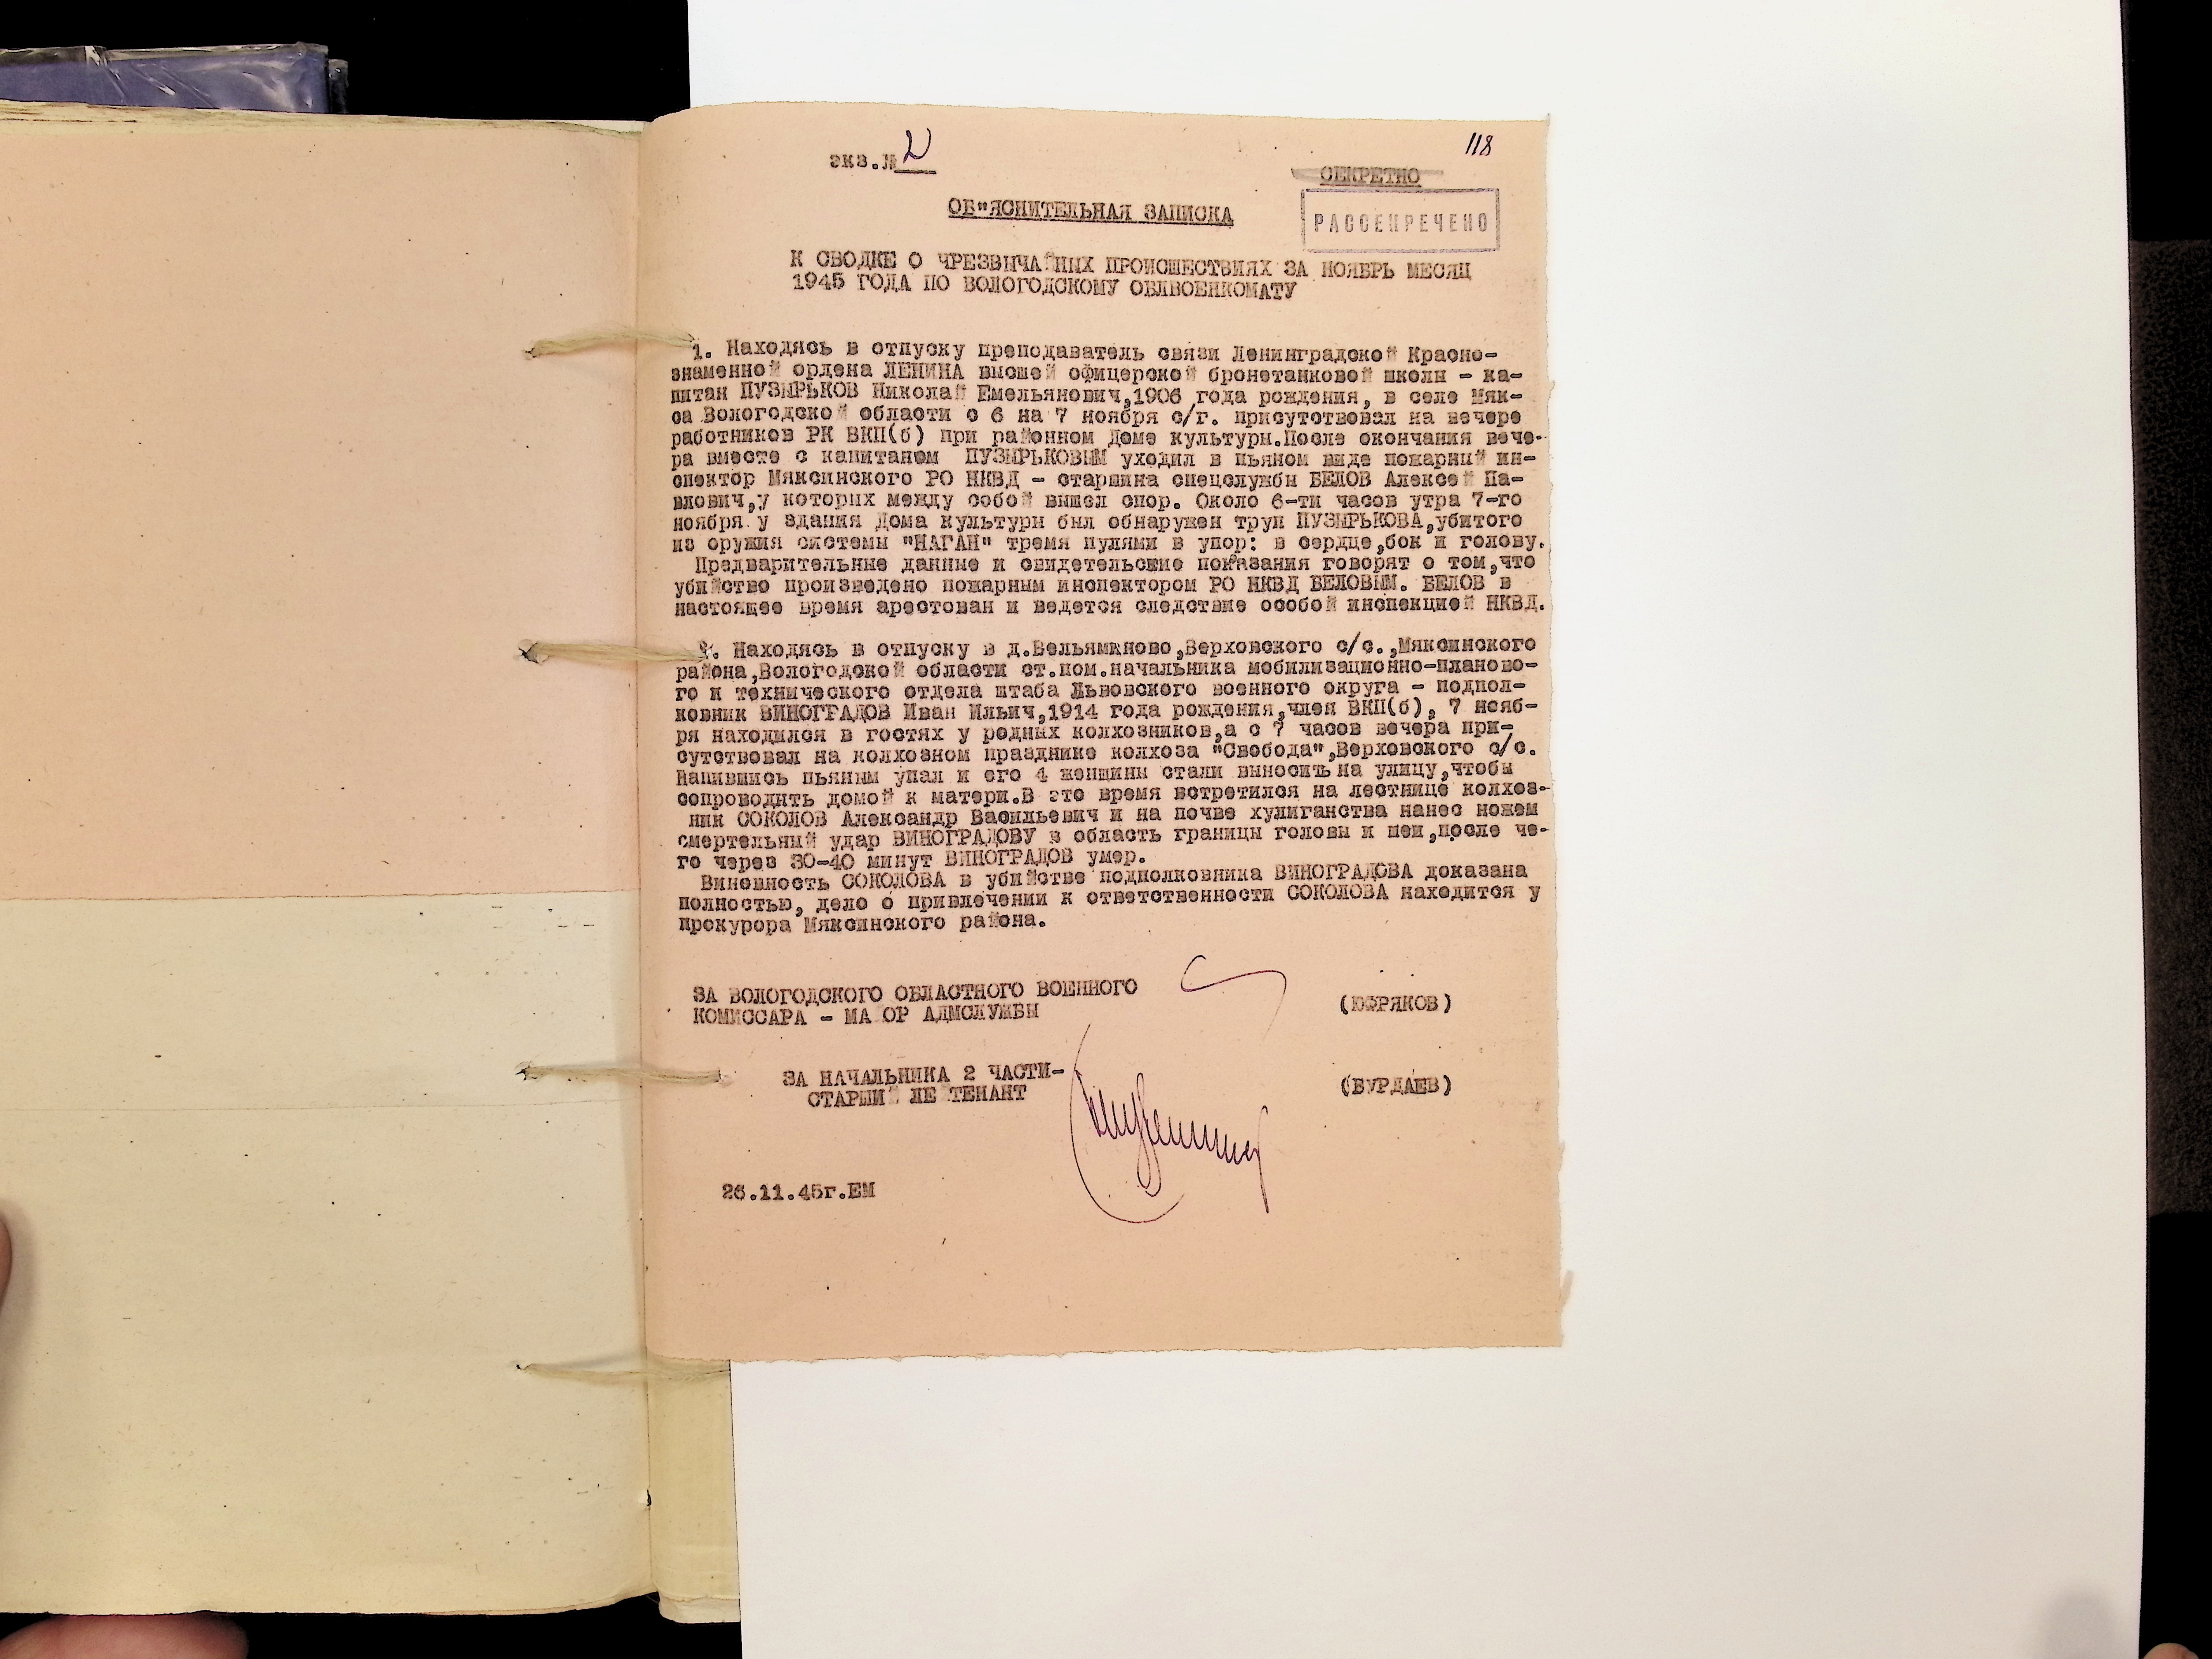 118
экз.№ 2
СЕКРЕТНО
РАССЕКРЕЧЕНО
ОБ"ЯСНИТЕЛЬНАЯ ЗАПИСКА
К СВОДКЕ О ЧРЕЗВИЧАЙНЫХ ПРОИСШЕСТВИЯХ ЗА НОЯБРЬ МЕСЯЦ
1945 ГОДА ПО ВОЛОГОДСКОМУ ОБЛВОЕНКОМАТУ
1. Находясь в отпуску преподаватель связи Ленинградской Красно-
знаменной ордена ЛЕНИНА высшей офицерской бронетанковой школы - ка-
питан ПУЗЫРЬКОВ Николай Емельянович,1906 года рождения, в селе Мяк-
са Вологодской области с 6 на 7 ноября с/г. присутствовал на вечере
работников РК ВКП(б) при районном Доме культуры.После окончания вече-
ра вместе с капитаном ПУЗЫРЬКОВЫМ уходил в пьяном виде пожарный ин-
спектор Мяксинского РО НКВД - старшина спецслужбы БЕЛОВ Алексей Па-
влович,у которых между собой вышел спор. Около 6-ти часов утра 7-го
ноября у здания Дома культуры был обнаружен труп ПУЗЫРЬКОВА,убитого
из оружия системы "НАГАН" тремя пулями в упор: в сердце,бок и голову.
Предварительные данные и свидетельские показания говорят о том,что
убийство произведено пожарным инспектором РО НКВД БЕЛОВЫМ. БЕЛОВ в
настоящее время арестован и ведется следствие особой инспекцией НКВД.
2. Находясь в отпуску в д.Вельяминово,Верховского с/с.,Мяксинского
района,Вологодской области ст.пом.начальника мобилизационно-планово-
го и технического отдела штаба Львовского военного округа - подпол-
ковник ВИНОГРАДОВ Иван Ильич,1914 года рождения,член ВКП(б), 7 нояб-
ря находился в гостях у родных колхозников,а с 7 часов вечера при-
сутствовал на колхозном празднике колхоза "Свобода",Верховского с/с.
Напившись пьяным упал и его 4 женщины стали выносить на улицу,чтобы
сопроводить домой к матери.В это время встретился на лестнице колхоз-
ник СОКОЛОВ Александр Васильевич и на почве хулиганства нанес ножем
смертельный удар ВИНОГРАДОВУ в область границы головы и шеи,после че-
го через 30-40 минут ВИНОГРАДОВ умер.
Виновность СОКОЛОВА в убийстве подполковника ВИНОГРАДОВА доказана
полностью, дело о привлечении к ответственности СОКОЛОВА находится у
прокурора Мяксинского района.
ЗА ВОЛОГОДСКОГО ОБЛАСТНОГО ВОЕННОГО
КОМИССАРА - МА ОР АДМСЛУЖБЫ
(ЮФРЯКОВ)
ЗА НАЧАЛЬНИКА 2 ЧАСТИ-
СТАРШИЙ ЛЕЙТЕНАНТ
(БУРДАЕВ)
26.11.45г.ЕМ